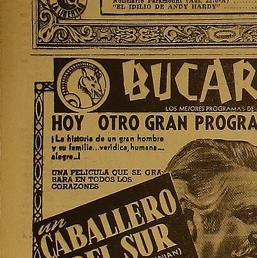 "EL IDILIO DE ANDY HARDY"
BUCAR
LOS MEJORES PROGRAMAS DE
HOY OTRO GRAN PROGRA
¡La historia de un gran hombre
y su familia...verídica, humana...
alegre..!
UNA PELICULA QUE SE GRA-
BARA EN TODOS LOS
CORAZONES
un
CABALLERO
DEL SUR